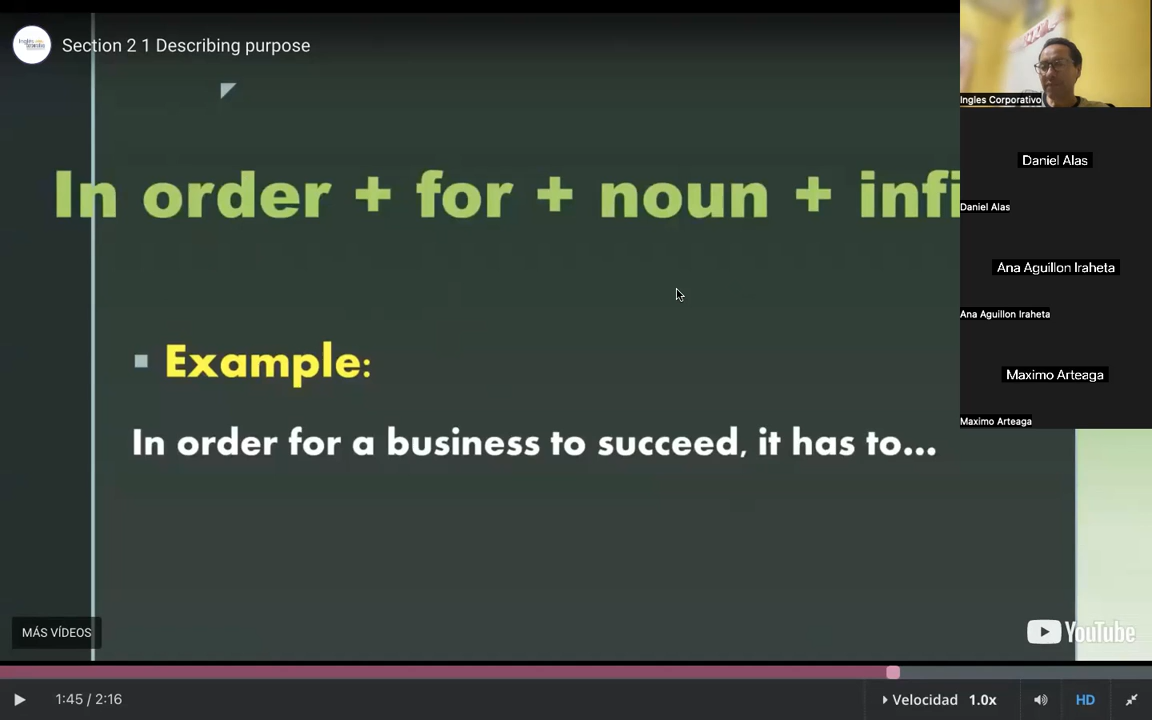 Section 2 1 Describing purpose
In order + for + noun + infi
Example:
In order for a business to succeed, it has to...
MÁS VÍDEOS
YouTube
1:45 / 2:16
Velocidad 1.0x
HD
Ingles Corporativo
Daniel Alas
Daniel Alas
Ana Aguillon Iraheta
Ana Aguillon Iraheta
Maximo Arteaga
Maximo Arteaga